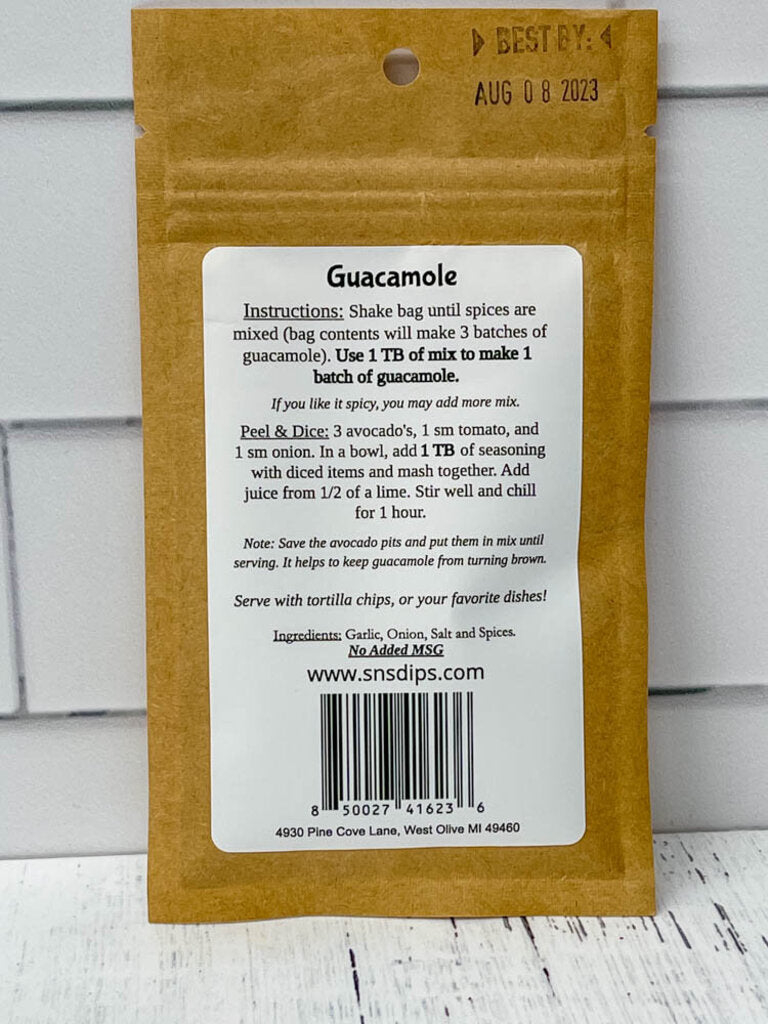 BEST BY:
AUG 08 2023
Guacamole
Instructions: Shake bag until spices are
mixed (bag contents will make 3 batches of
guacamole). Use 1 TB of mix to make 1
batch of guacamole.
If you like it spicy, you may add more mix.
Peel & Dice: 3 avocado's, 1 sm tomato, and
1 sm onion. In a bowl, add 1 TB of seasoning
with diced items and mash together. Add
juice from 1/2 of a lime. Stir well and chill
for 1 hour.
Note: Save the avocado pits and put them in mix until
serving. It helps to keep guacamole from turning brown.
Serve with tortilla chips, or your favorite dishes!
Ingredients: Garlic, Onion, Salt and Spices.
No Added MSG
www.snsdips.com
8 50027 41623 6
4930 Pine Cove Lane, West Olive MI 49460